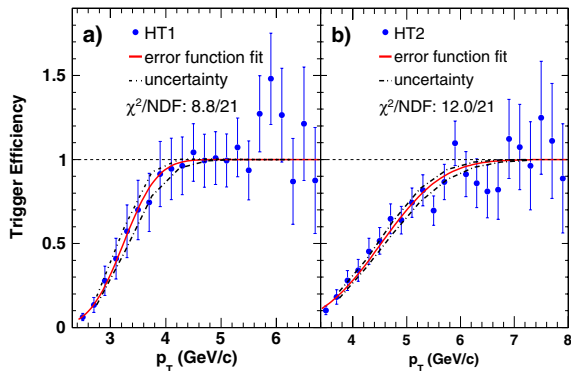 a)
HT1
error function fit
uncertainty
χ²/NDF: 8.8/21
b)
HT2
error function fit
uncertainty
χ²/NDF: 12.0/21
Trigger Efficiency
1.5
1
0.5
0
3 4 5 6
4 5 6 7 8
p_T (GeV/c)
p_T (GeV/c)